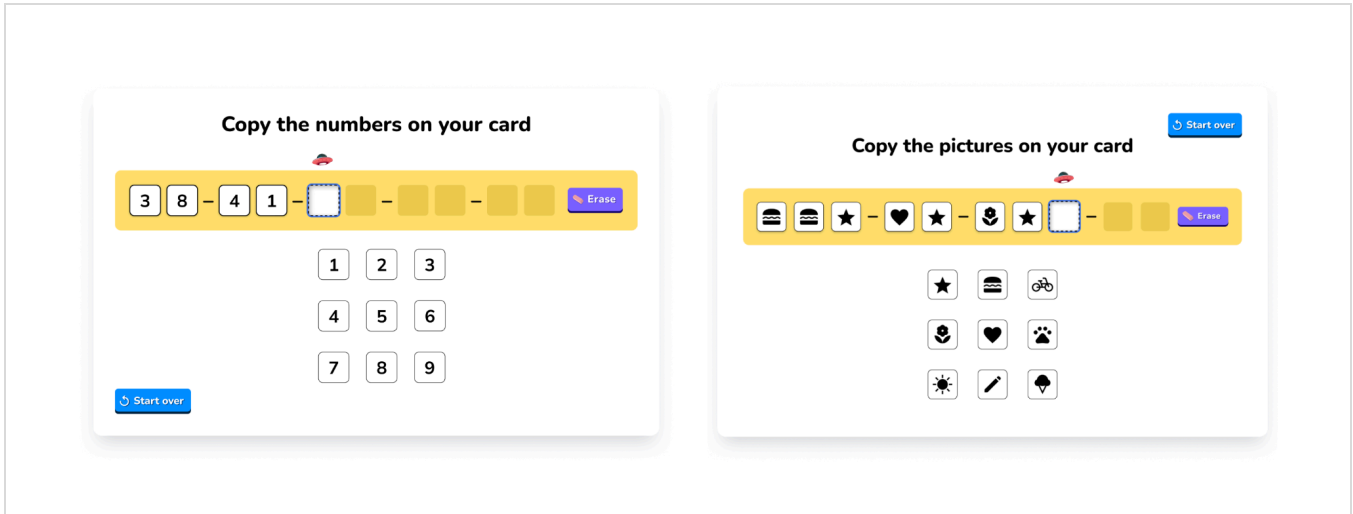 Copy the numbers on your card
3 8 – 4 1 – – –
Erase
1 2 3
4 5 6
7 8 9
Start over
Start over
Copy the pictures on your card
– – –
Erase